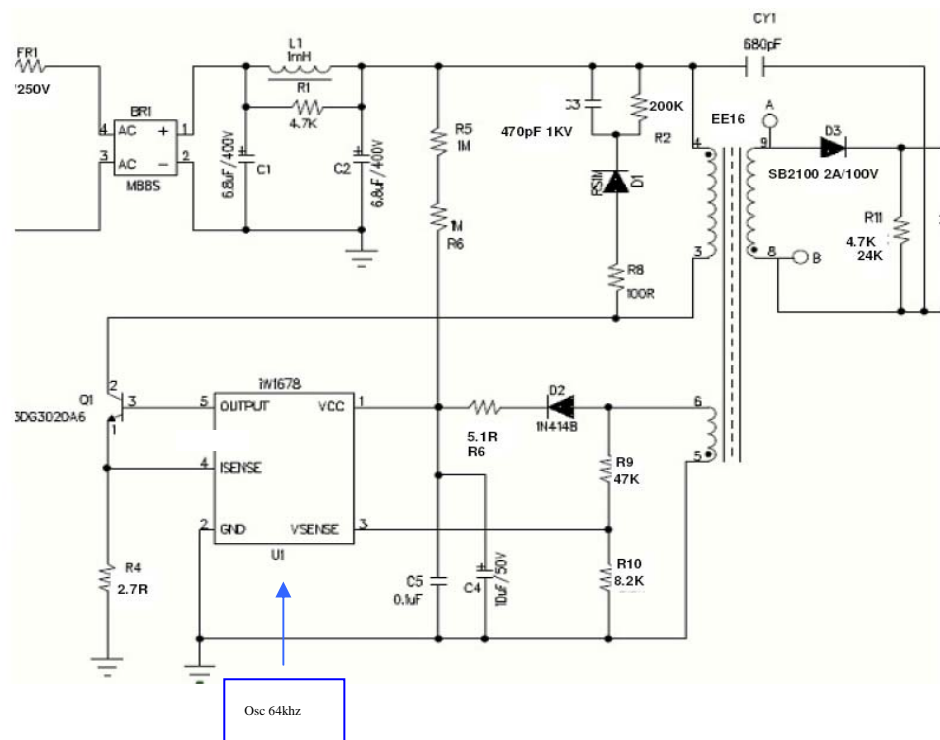 FR1
/250V
4
AC
+
1
BR1
3
AC
-
2
MB8S
L1
1mH
R1
4.7K
6.8uF/400V
C1
C2
6.8uF/400V
R5
1M
1M
R6
C3
470pF 1KV
200K
R2
RS1M
D1
R8
100R
CY1
680pF
EE16
4
3
A
9
D3
SB2100 2A/100V
8
B
R11
4.7K
24K
Q1
2
3
1
3DG3020A6
iW1678
5
OUTPUT
VCC
1
4
ISENSE
2
GND
VSENSE
3
U1
R4
2.7R
5.1R
R6
D2
1N4148
6
5
R9
47K
R10
8.2K
C5
0.1uF
C4
10uF/50V
Osc 64khz